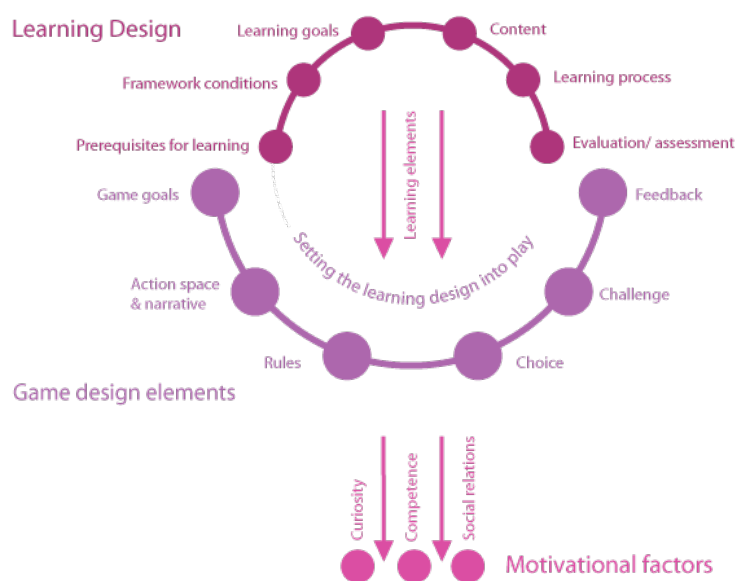 Learning Design
Learning goals
Content
Framework conditions
Learning process
Prerequisites for learning
Evaluation/ assessment
Learning elements
Game goals
Feedback
Setting the learning design into play
Action space
& narrative
Challenge
Rules
Choice
Game design elements
Curiosity
Competence
Social relations
Motivational factors